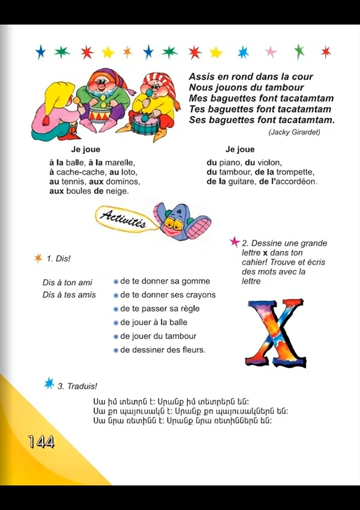 Assis en rond dans la cour
Nous jouons du tambour
Mes baguettes font tacatamtam
Tes baguettes font tacatamtam
Ses baguettes font tacatamtam.
(Jacky Girardet)
Je joue
à la balle, à la marelle,
à cache-cache, au loto,
au tennis, aux dominos,
aux boules de neige.
Je joue
du piano, du violon,
du tambour, de la trompette,
de la guitare, de l'accordéon.
Activités
1. Dis!
Dis à ton ami
Dis à tes amis
de te donner sa gomme
de te donner ses crayons
de te passer sa règle
de jouer à la balle
de jouer du tambour
de dessiner des fleurs.
2. Dessine une grande
lettre x dans ton
cahier! Trouve et écris
des mots avec la
lettre
X
3. Traduis!
Սա իմ տետրն է: Սրանք իմ տետրերն են:
Սա քո պայուսակն է: Սրանք քո պայուսակներն են:
Սա նրա ռետինն է: Սրանք նրա ռետիններն են:
144